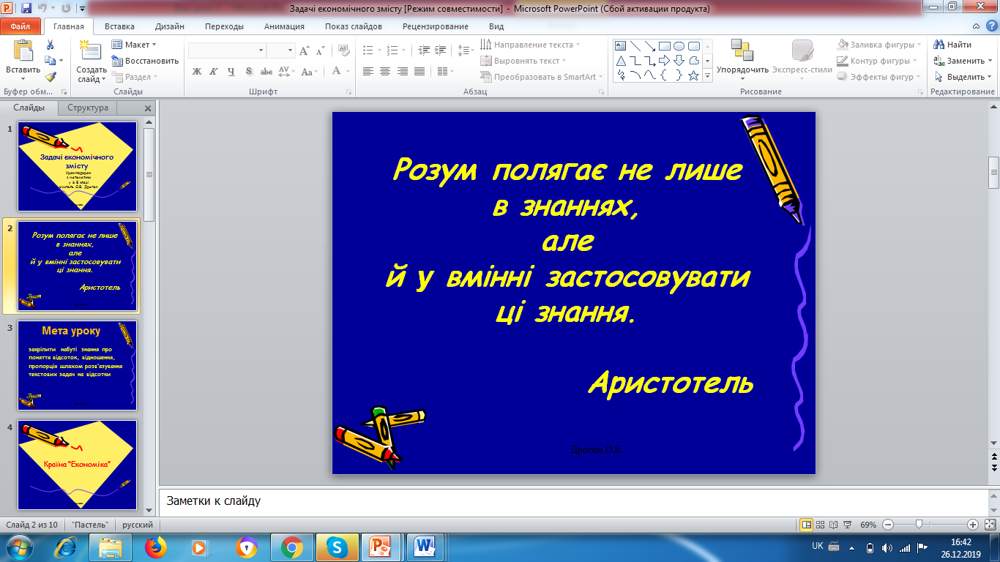 Задачі економічного змісту [Режим совместимости] - Microsoft PowerPoint (Сбой активации продукта)
Файл Главная Вставка Дизайн Переходы Анимация Показ слайдов Рецензирование Вид
Вставить
Буфер обм...
Создать слайд
Макет
Восстановить
Раздел
Слайды
Ж К Ч S abc AV Aa A
Шрифт
Направление текста
Выровнять текст
Преобразовать в SmartArt
Абзац
Упорядочить
Экспресс-стили
Заливка фигуры
Контур фигуры
Эффекты фигур
Рисование
Найти
Заменить
Выделить
Редактирование
Слайды Структура
1
Задачі економічного
змісту
Урок-подорож
з математики
у 6 Б класі
2
Розум полягає не лише
в знаннях,
але
й у вмінні застосовувати
ці знання.
Аристотель
3
Мета уроку
закріпити набуті знання про
поняття відсоток, відношення,
пропорція шляхом розв'язування
текстових задач на відсотки
4
Країна "Економіка"
Розум полягає не лише
в знаннях,
але
й у вмінні застосовувати
ці знання.
Аристотель
Драпак О.Б.
Заметки к слайду
Слайд 2 из 10 "Пастель" русский 69%
UK 16:42
26.12.2019